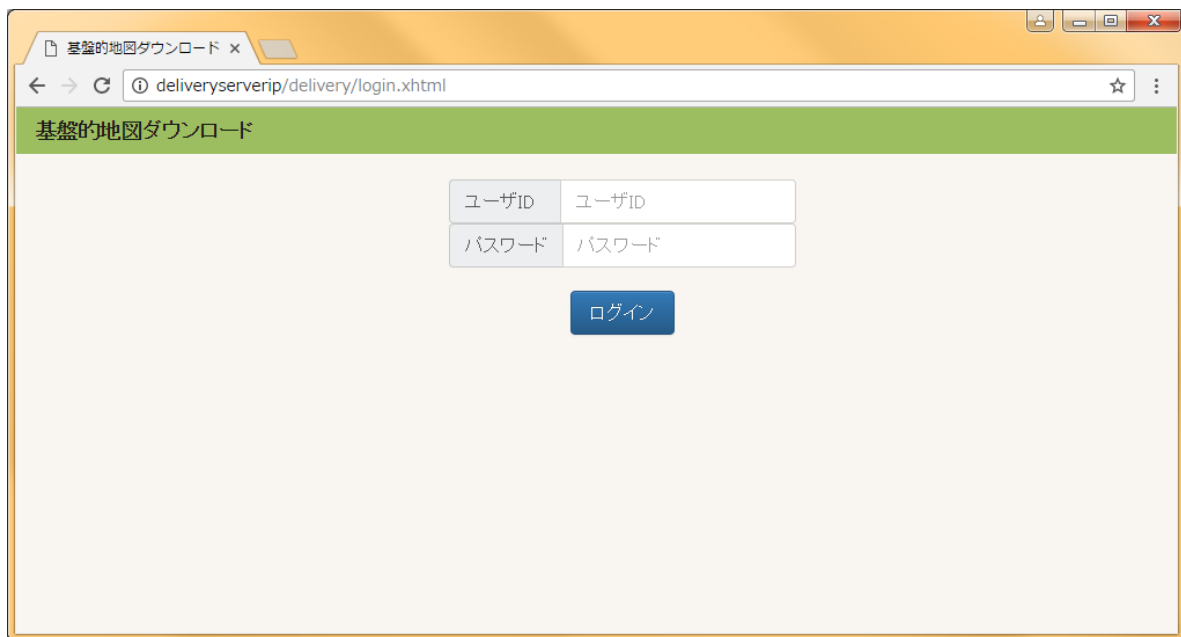 基盤的地図ダウンロード
deliveryserverip/delivery/login.xhtml
基盤的地図ダウンロード
ユーザID ユーザID
パスワード パスワード
ログイン